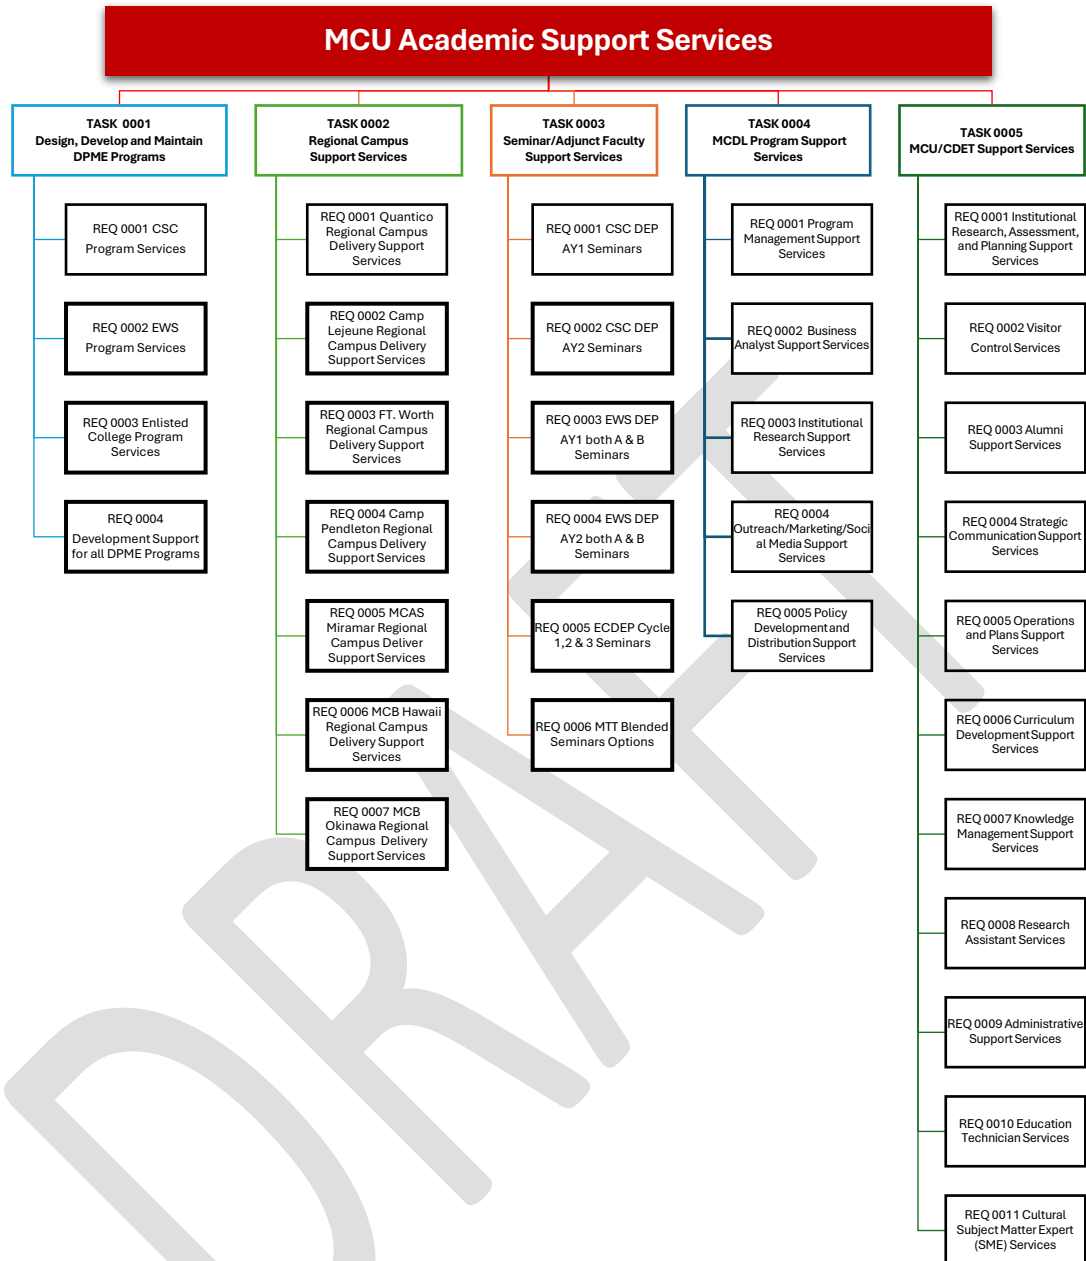 MCU Academic Support Services
TASK 0001
Design, Develop and Maintain
DPME Programs
REQ 0001 CSC
Program Services
REQ 0002 EWS
Program Services
REQ 0003 Enlisted
College Program
Services
REQ 0004
Development Support
for all DPME Programs
TASK 0002
Regional Campus
Support Services
REQ 0001 Quantico
Regional Campus
Delivery Support
Services
REQ 0002 Camp
Lejeune Regional
Campus Delivery
Support Services
REQ 0003 FT. Worth
Regional Campus
Delivery Support
Services
REQ 0004 Camp
Pendleton Regional
Campus Delivery
Support Services
REQ 0005 MCAS
Miramar Regional
Campus Deliver
Support Services
REQ 0006 MCB Hawaii
Regional Campus
Delivery Support
Services
REQ 0007 MCB
Okinawa Regional
Campus Delivery
Support Services
TASK 0003
Seminar/Adjunct Faculty
Support Services
REQ 0001 CSC DEP
AY1 Seminars
REQ 0002 CSC DEP
AY2 Seminars
REQ 0003 EWS DEP
AY1 both A & B
Seminars
REQ 0004 EWS DEP
AY2 both A & B
Seminars
REQ 0005 ECDEP Cycle
1,2 & 3 Seminars
REQ 0006 MTT Blended
Seminars Options
TASK 0004
MCDL Program Support
Services
REQ 0001 Program
Management Support
Services
REQ 0002 Business
Analyst Support Services
REQ 0003 Institutional
Research Support
Services
REQ 0004
Outreach/Marketing/Soci
al Media Support
Services
REQ 0005 Policy
Development and
Distribution Support
Services
TASK 0005
MCU/CDET Support Services
REQ 0001 Institutional
Research, Assessment,
and Planning Support
Services
REQ 0002 Visitor
Control Services
REQ 0003 Alumni
Support Services
REQ 0004 Strategic
Communication Support
Services
REQ 0005 Operations
and Plans Support
Services
REQ 0006 Curriculum
Development Support
Services
REQ 0007 Knowledge
Management Support
Services
REQ 0008 Research
Assistant Services
REQ 0009 Administrative
Support Services
REQ 0010 Education
Technician Services
REQ 0011 Cultural
Subject Matter Expert
(SME) Services
DRAFT